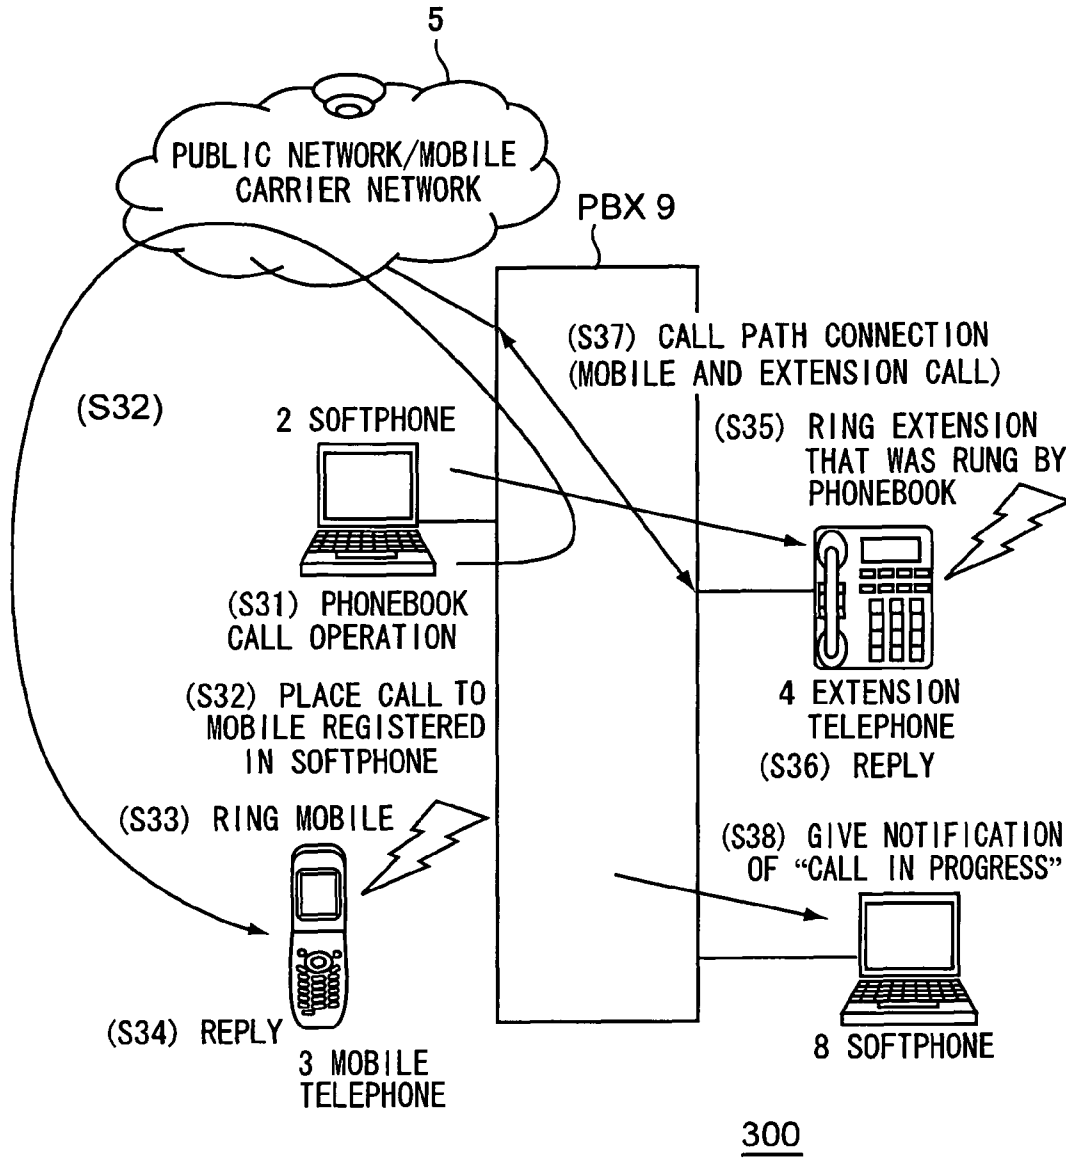 5
PUBLIC NETWORK/MOBILE
CARRIER NETWORK
PBX 9
(S37) CALL PATH CONNECTION
(MOBILE AND EXTENSION CALL)
(S32)
2 SOFTPHONE
(S35) RING EXTENSION
THAT WAS RUNG BY
PHONEBOOK
(S31) PHONEBOOK
CALL OPERATION
(S32) PLACE CALL TO
MOBILE REGISTERED
IN SOFTPHONE
4 EXTENSION
TELEPHONE
(S36) REPLY
(S33) RING MOBILE
(S38) GIVE NOTIFICATION
OF “CALL IN PROGRESS”
(S34) REPLY
3 MOBILE
TELEPHONE
8 SOFTPHONE
300